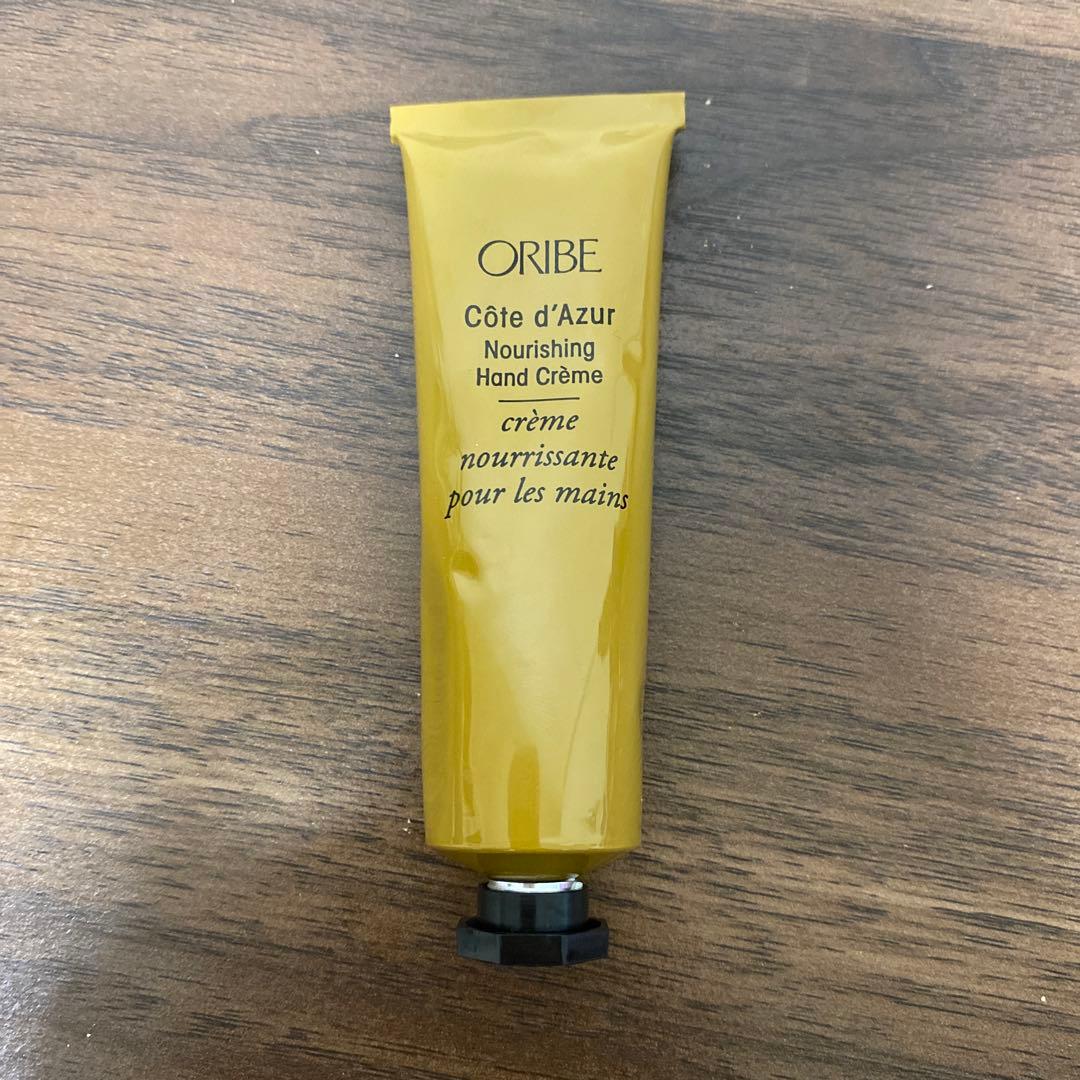 ORIBE
Côte d'Azur
Nourishing
Hand Crème
crème
nourrissante
pour les mains